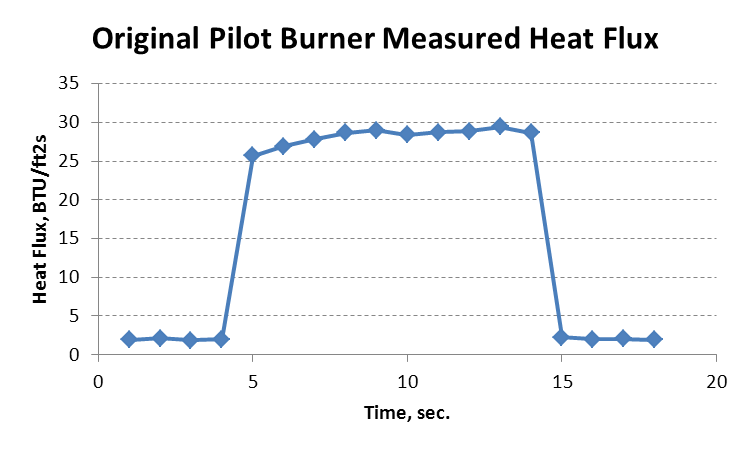 Original Pilot Burner Measured Heat Flux
35
30
25
20
15
10
5
0
Heat Flux, BTU/ft2s
0 5 10 15 20
Time, sec.